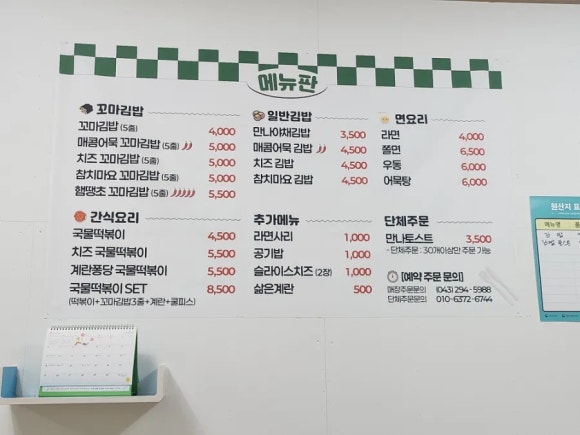 메뉴판
꼬마김밥
꼬마김밥 (5줄) 4,000
매콤어묵 꼬마김밥 (5줄) 5,000
치즈 꼬마김밥 (5줄) 5,000
참치마요 꼬마김밥 (5줄) 5,000
햄땡초 꼬마김밥 (5줄) 5,500
일반김밥
만나야채김밥 3,500
매콤어묵 김밥 4,500
치즈 김밥 4,500
참치마요 김밥 4,500
면요리
라면 4,000
쫄면 6,500
우동 6,000
어묵탕 6,000
간식요리
국물떡볶이 4,500
치즈 국물떡볶이 5,500
계란퐁당 국물떡볶이 5,500
국물떡볶이 SET 8,500
(떡볶이+꼬마김밥3줄+계란+쿨피스)
추가메뉴
라면사리 1,000
공기밥 1,000
슬라이스치즈 (2장) 1,000
삶은계란 500
단체주문
만나토스트 3,500
- 단체주문 : 30개이상만 주문 가능
[예약 주문 문의]
매장주문문의 (043) 294-5988
단체주문문의 010-6372-6744
원산지 표
메뉴명